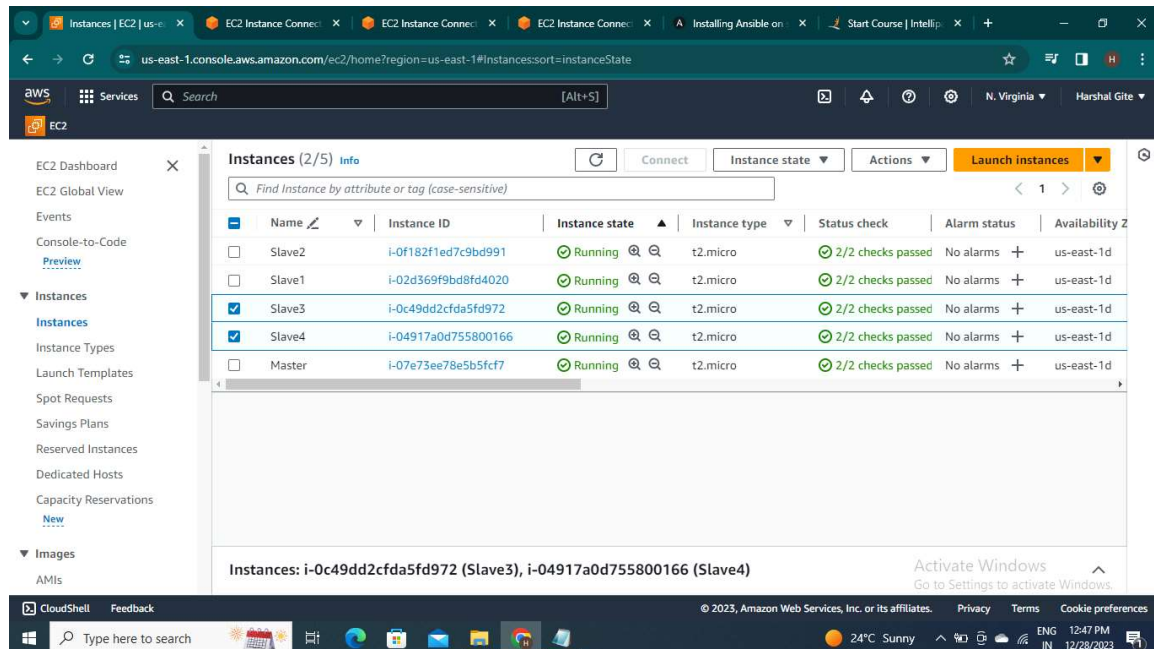 Instances | EC2 | us-e
EC2 Instance Connect
EC2 Instance Connect
EC2 Instance Connect
Installing Ansible on
Start Course | Intellip
us-east-1.console.aws.amazon.com/ec2/home?region=us-east-1#Instances:sort=instanceState
H
aws Services Search [Alt+S] N. Virginia Harshal Gite
EC2
EC2 Dashboard
EC2 Global View
Events
Console-to-Code
Preview
Instances
Instances
Instance Types
Launch Templates
Spot Requests
Savings Plans
Reserved Instances
Dedicated Hosts
Capacity Reservations
New
Images
AMIs
Instances (2/5) Info Connect Instance state Actions Launch instances
Find Instance by attribute or tag (case-sensitive) 1
Name Instance ID Instance state Instance type Status check Alarm status Availability Z
Slave2 i-0f182f1ed7c9bd991 Running t2.micro 2/2 checks passed No alarms us-east-1d
Slave1 i-02d369f9bd8fd4020 Running t2.micro 2/2 checks passed No alarms us-east-1d
Slave3 i-0c49dd2cfda5fd972 Running t2.micro 2/2 checks passed No alarms us-east-1d
Slave4 i-04917a0d755800166 Running t2.micro 2/2 checks passed No alarms us-east-1d
Master i-07e73ee78e5b5fcf7 Running t2.micro 2/2 checks passed No alarms us-east-1d
Instances: i-0c49dd2cfda5fd972 (Slave3), i-04917a0d755800166 (Slave4)
Activate Windows
Go to Settings to activate Windows.
CloudShell Feedback © 2023, Amazon Web Services, Inc. or its affiliates. Privacy Terms Cookie preferences
Type here to search 24°C Sunny ENG 12:47 PM
IN 12/28/2023